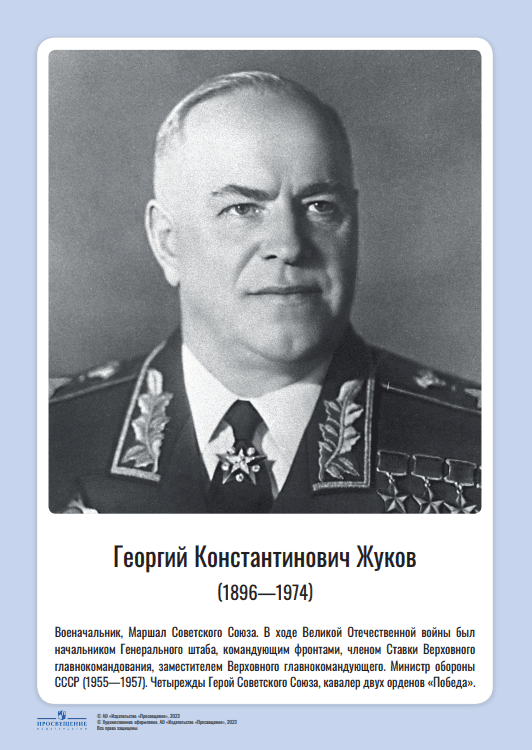 Георгий Константинович Жуков
(1896—1974)
Военачальник, Маршал Советского Союза. В ходе Великой Отечественной войны был
начальником Генерального штаба, командующим фронтами, членом Ставки Верховного
главнокомандования, заместителем Верховного главнокомандующего. Министр обороны
СССР (1955—1957). Четырежды Герой Советского Союза, кавалер двух орденов «Победа».
ПРОСВЕЩЕНИЕ
ИЗДАТЕЛЬСТВО
© АО «Издательство «Просвещение», 2023
© Художественное оформление. АО «Издательство «Просвещение», 2023
Все права защищены